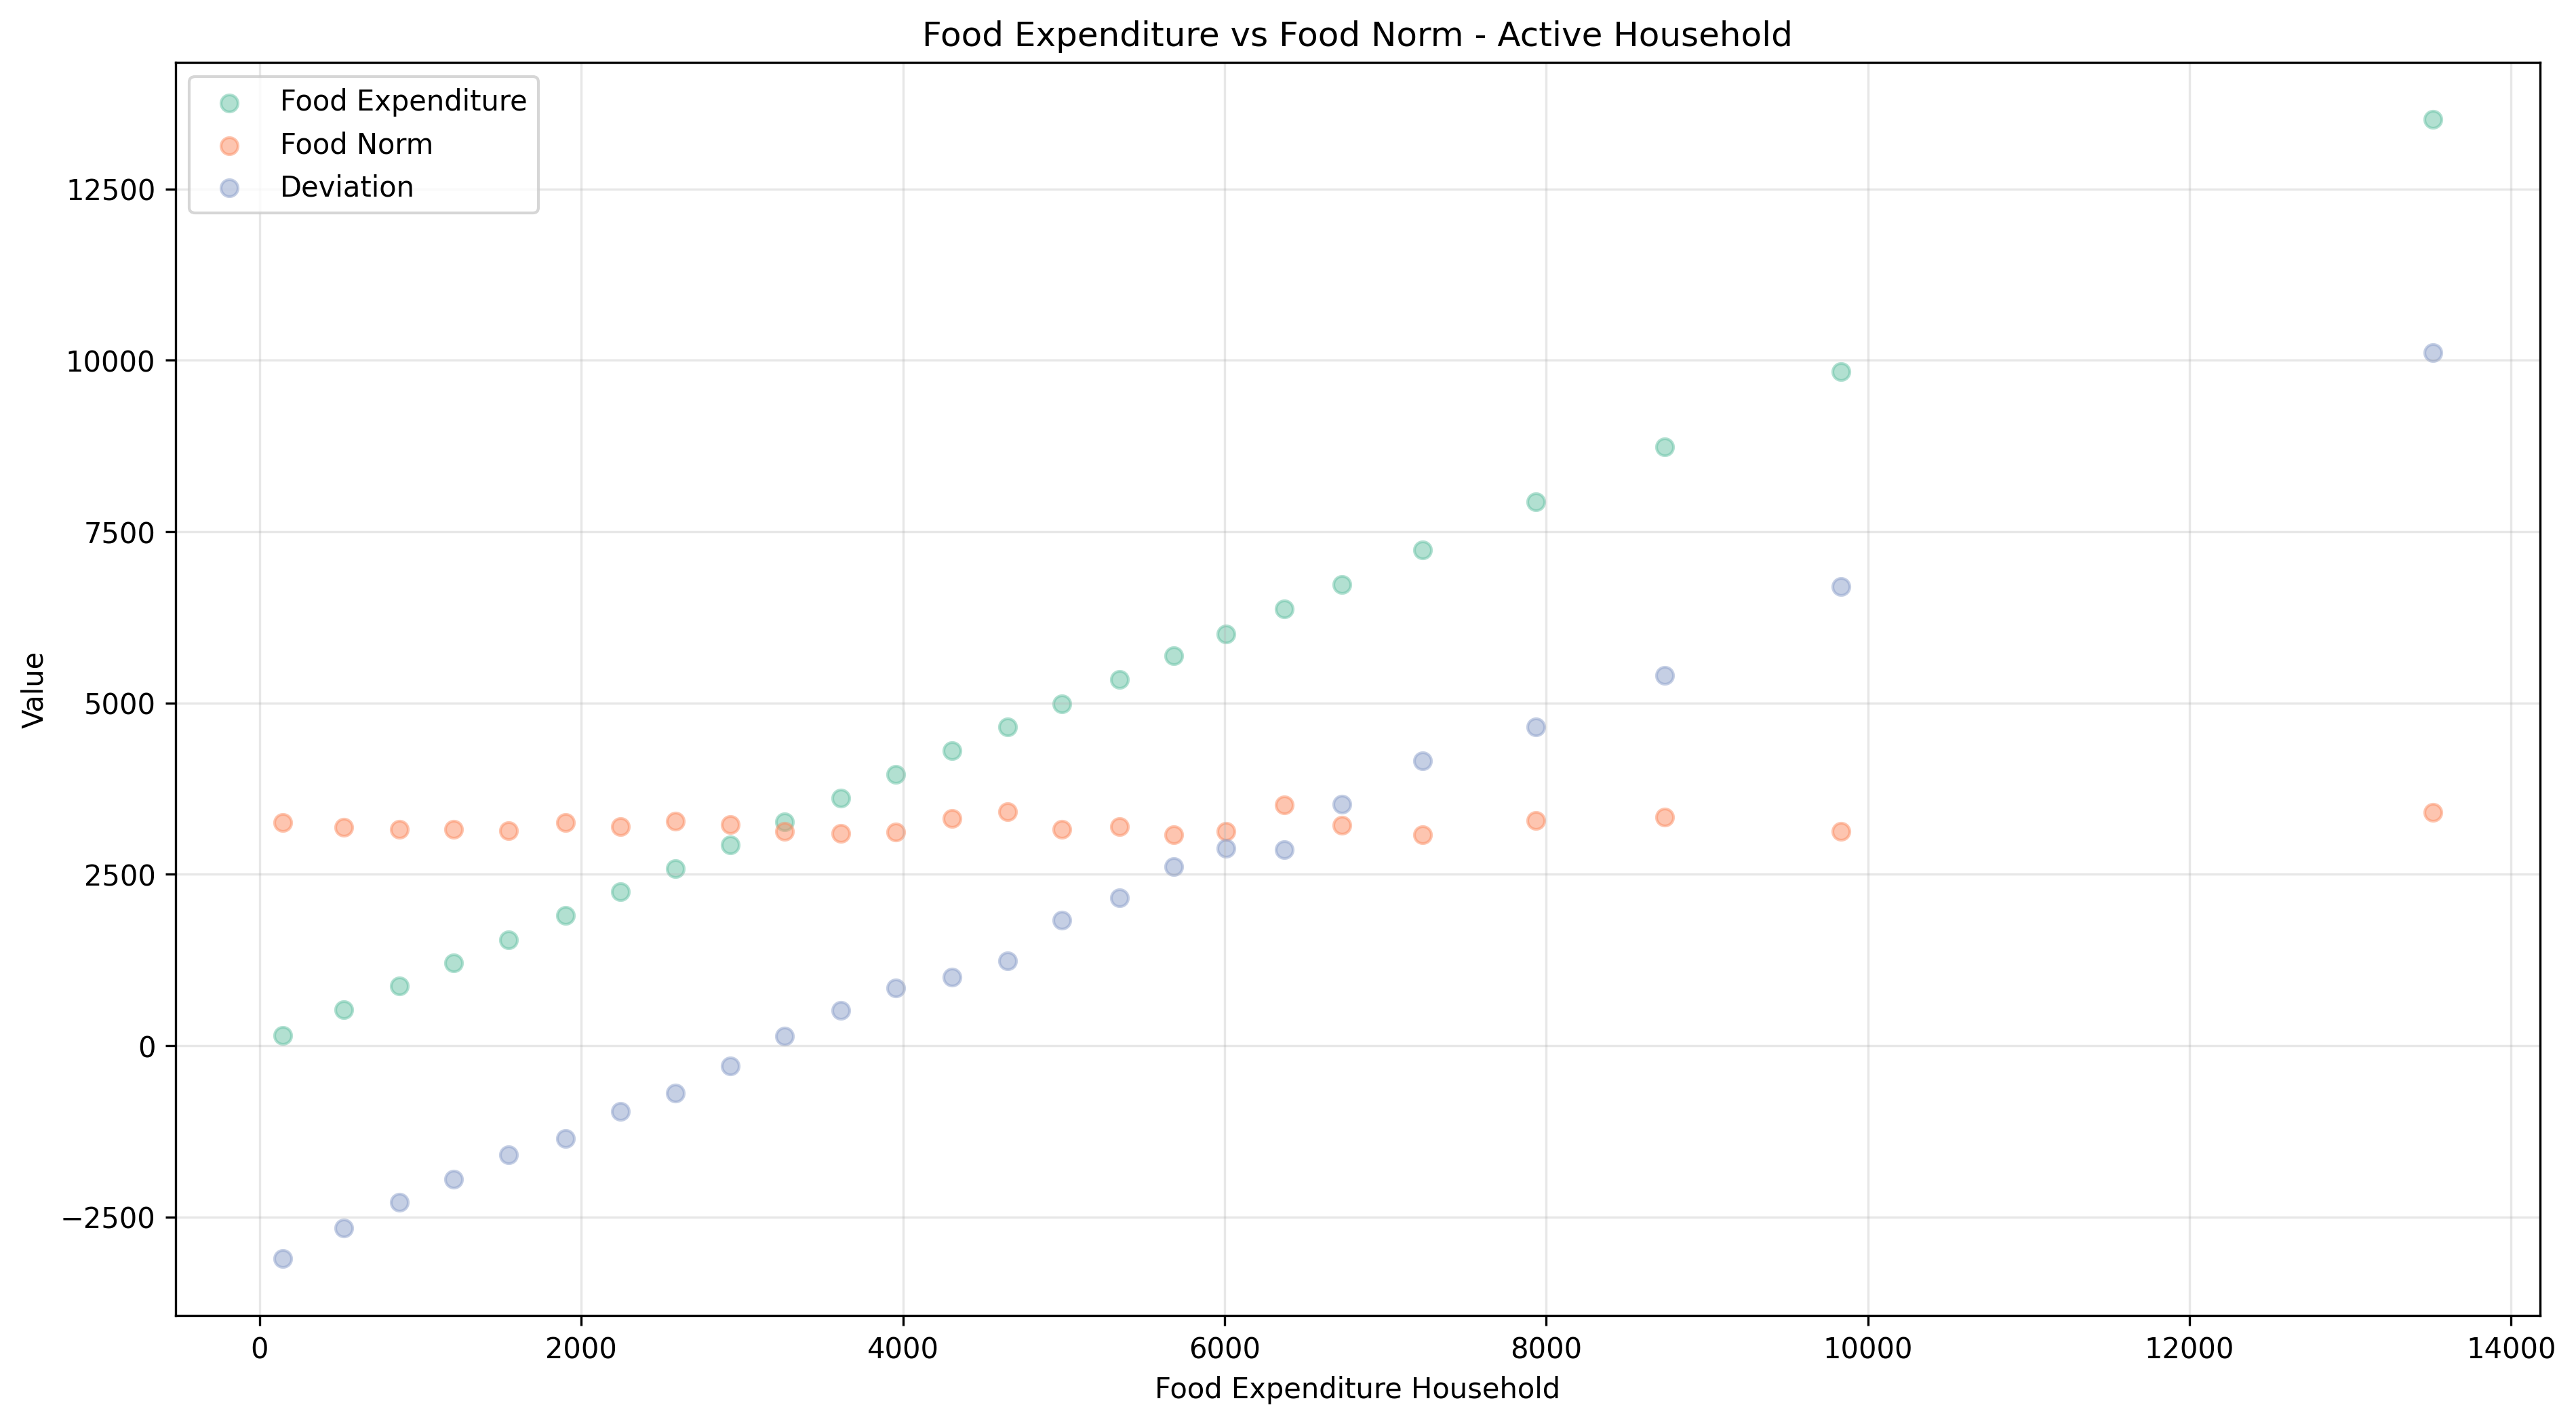 Food Expenditure vs Food Norm - Active Household
Food Expenditure
Food Norm
Deviation
12500
10000
7500
5000
2500
0
−2500
Value
0 2000 4000 6000 8000 10000 12000 14000
Food Expenditure Household